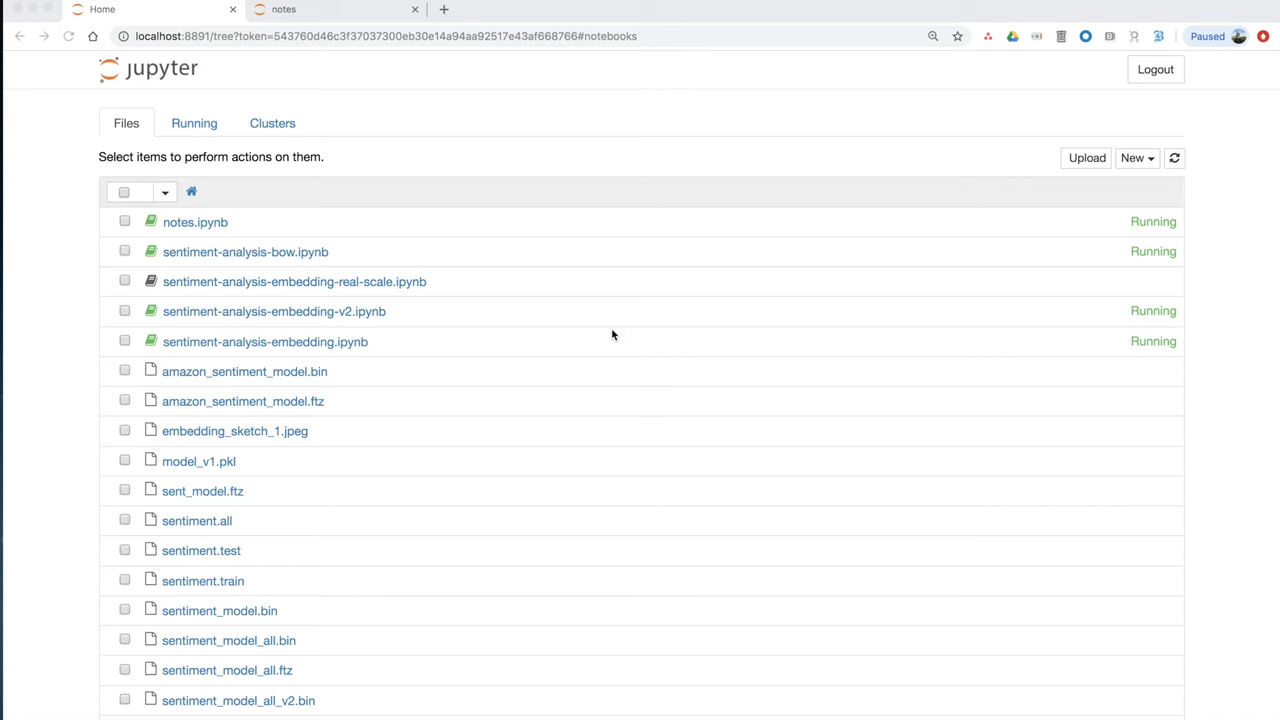 Home
notes
localhost:8891/tree?token=543760d46c3f37037300eb30e14a94aa92517e43af668766#notebooks
Paused
jupyter
Logout
Files Running Clusters
Select items to perform actions on them.
Upload New
notes.ipynb Running
sentiment-analysis-bow.ipynb Running
sentiment-analysis-embedding-real-scale.ipynb
sentiment-analysis-embedding-v2.ipynb Running
sentiment-analysis-embedding.ipynb Running
amazon_sentiment_model.bin
amazon_sentiment_model.ftz
embedding_sketch_1.jpeg
model_v1.pkl
sent_model.ftz
sentiment.all
sentiment.test
sentiment.train
sentiment_model.bin
sentiment_model_all.bin
sentiment_model_all.ftz
sentiment_model_all_v2.bin